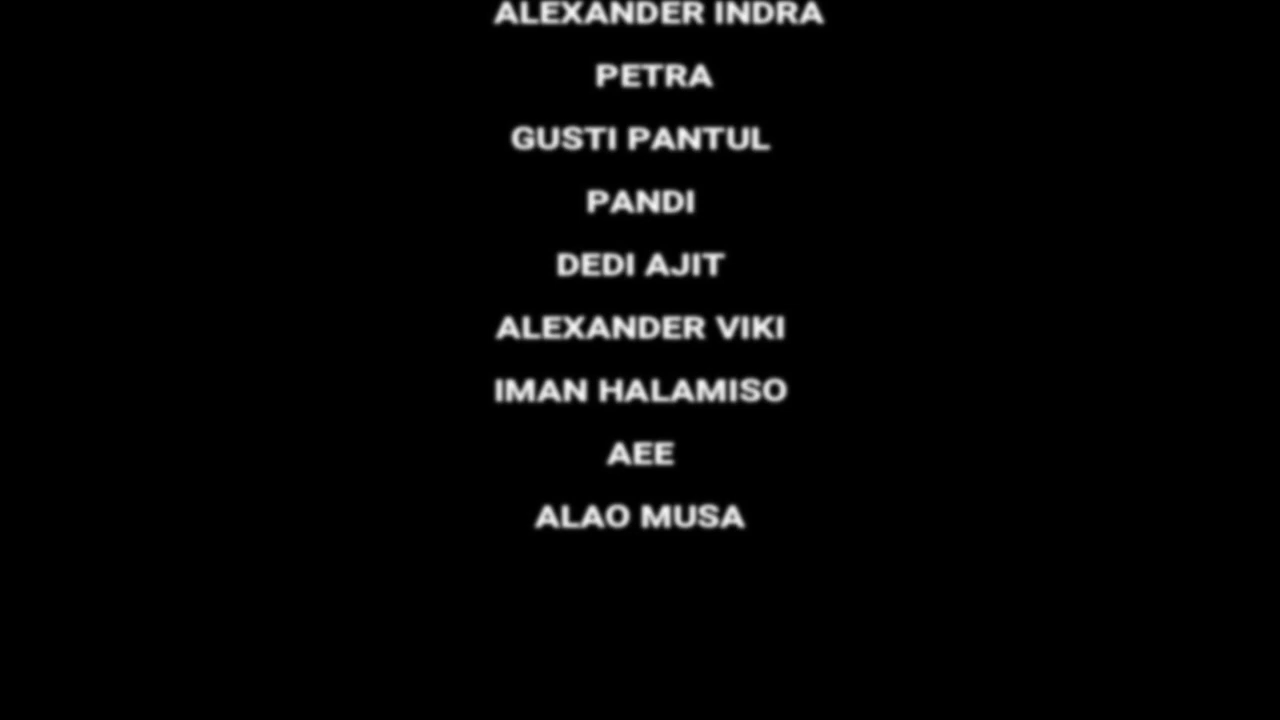 ALEXANDER INDRA
PETRA
GUSTI PANTUL
PANDI
DEDI AJIT
ALEXANDER VIKI
IMAN HALAMISO
AEE
ALAO MUSA